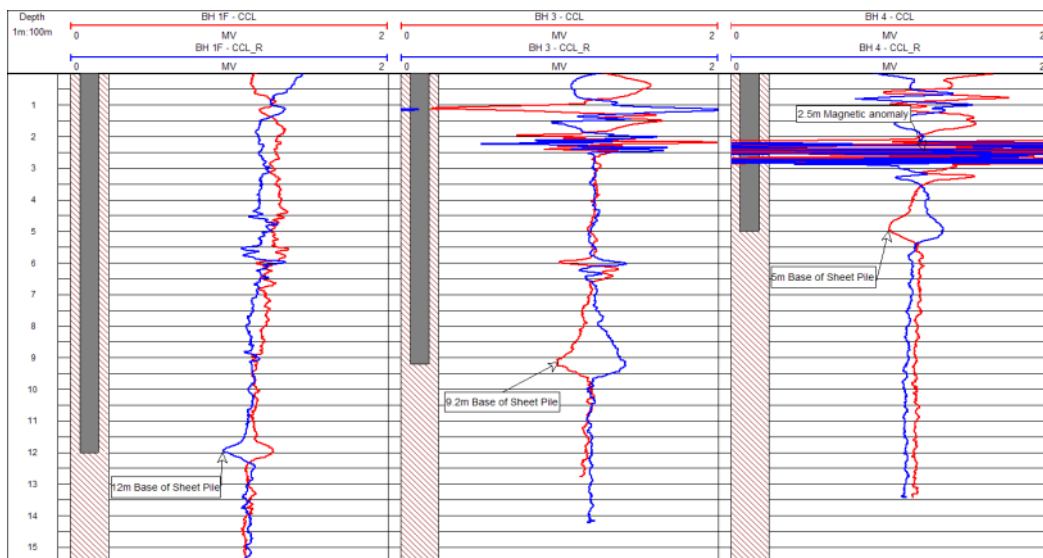 Depth
1m:100m
BH 1F - CCL
0 MV 2
BH 1F - CCL_R
0 MV 2
BH 3 - CCL
0 MV 2
BH 3 - CCL_R
0 MV 2
BH 4 - CCL
0 MV 2
BH 4 - CCL_R
0 MV 2
1
2
3
4
5
6
7
8
9
10
11
12
13
14
15
12m Base of Sheet Pile
9.2m Base of Sheet Pile
2.5m Magnetic anomaly
5m Base of Sheet Pile